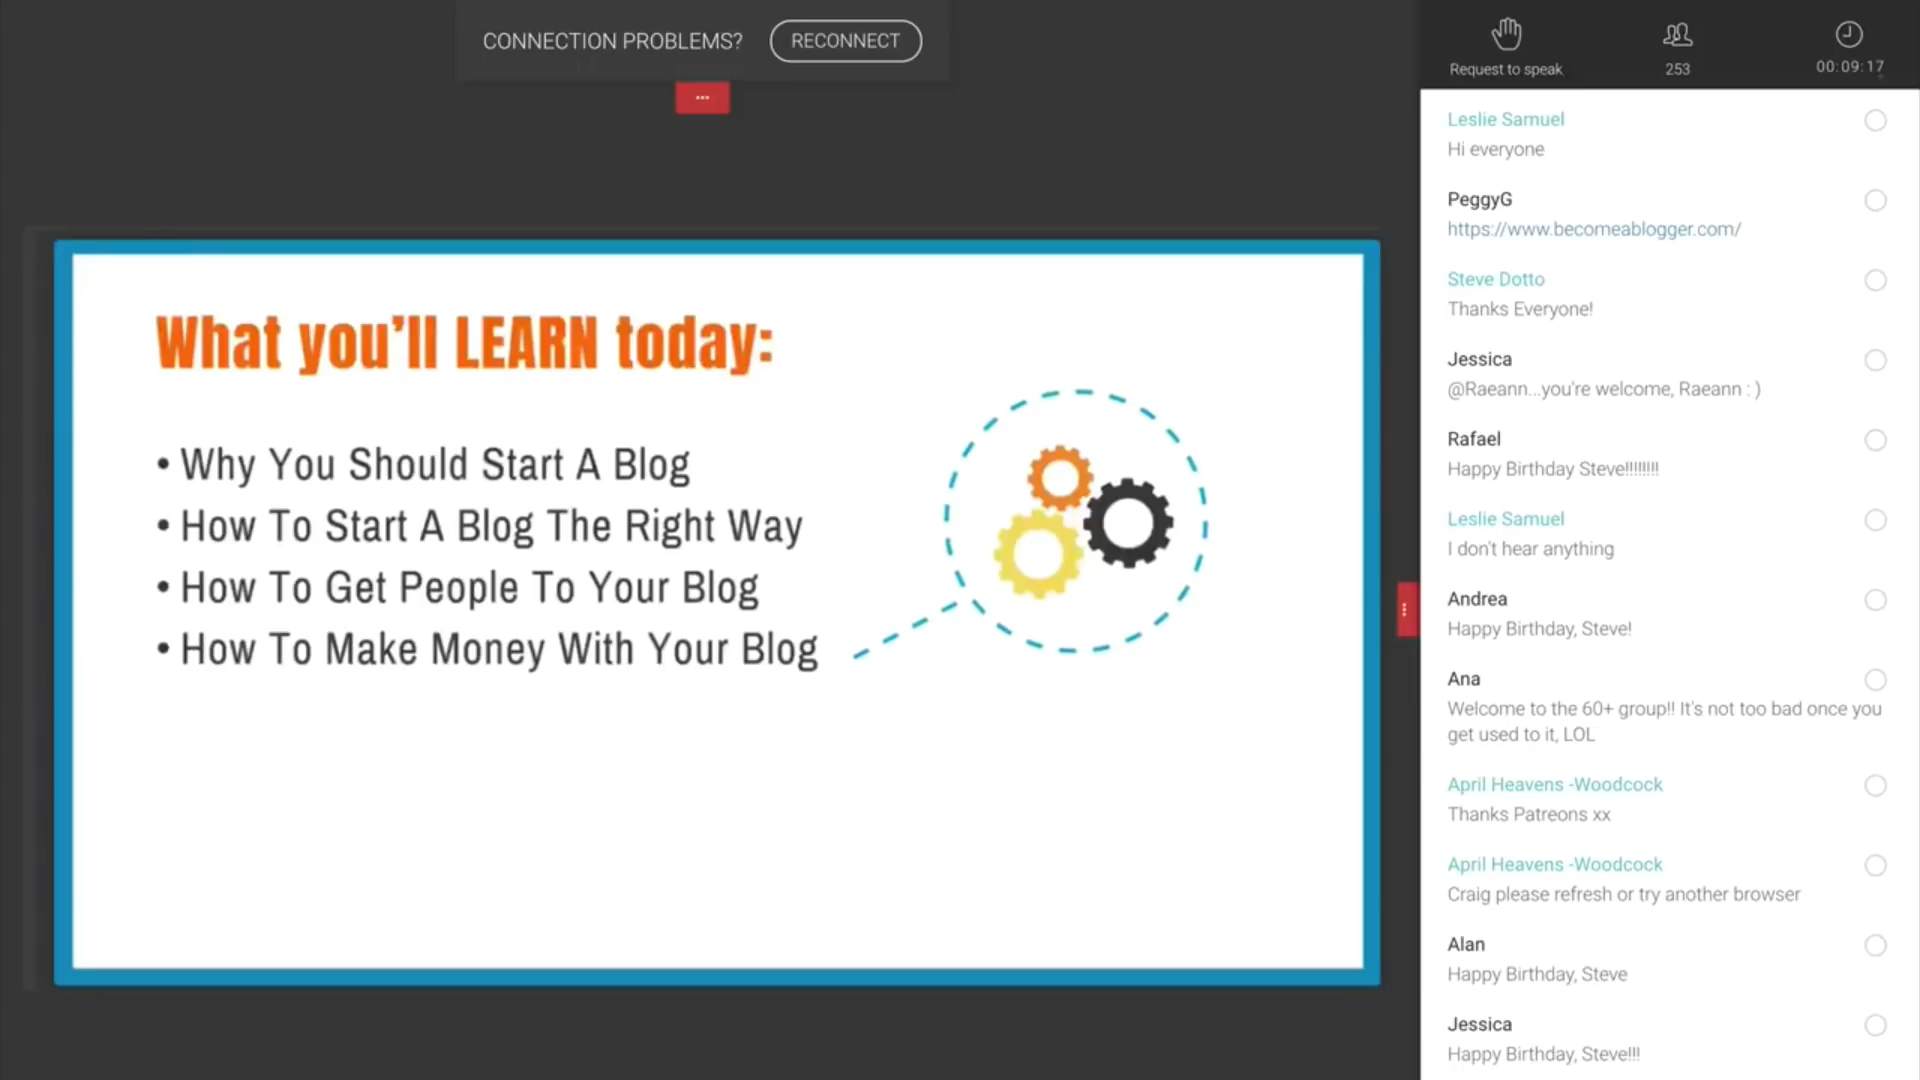 CONNECTION PROBLEMS? RECONNECT
Request to speak
253
00:09:17
What you'll LEARN today:
• Why You Should Start A Blog
• How To Start A Blog The Right Way
• How To Get People To Your Blog
• How To Make Money With Your Blog
Leslie Samuel
Hi everyone
PeggyG
https://www.becomeablogger.com/
Steve Dotto
Thanks Everyone!
Jessica
@Raeann...you're welcome, Raeann : )
Rafael
Happy Birthday Steve!!!!!!!!
Leslie Samuel
I don't hear anything
Andrea
Happy Birthday, Steve!
Ana
Welcome to the 60+ group!! It's not too bad once you
get used to it, LOL
April Heavens -Woodcock
Thanks Patreons xx
April Heavens -Woodcock
Craig please refresh or try another browser
Alan
Happy Birthday, Steve
Jessica
Happy Birthday, Steve!!!